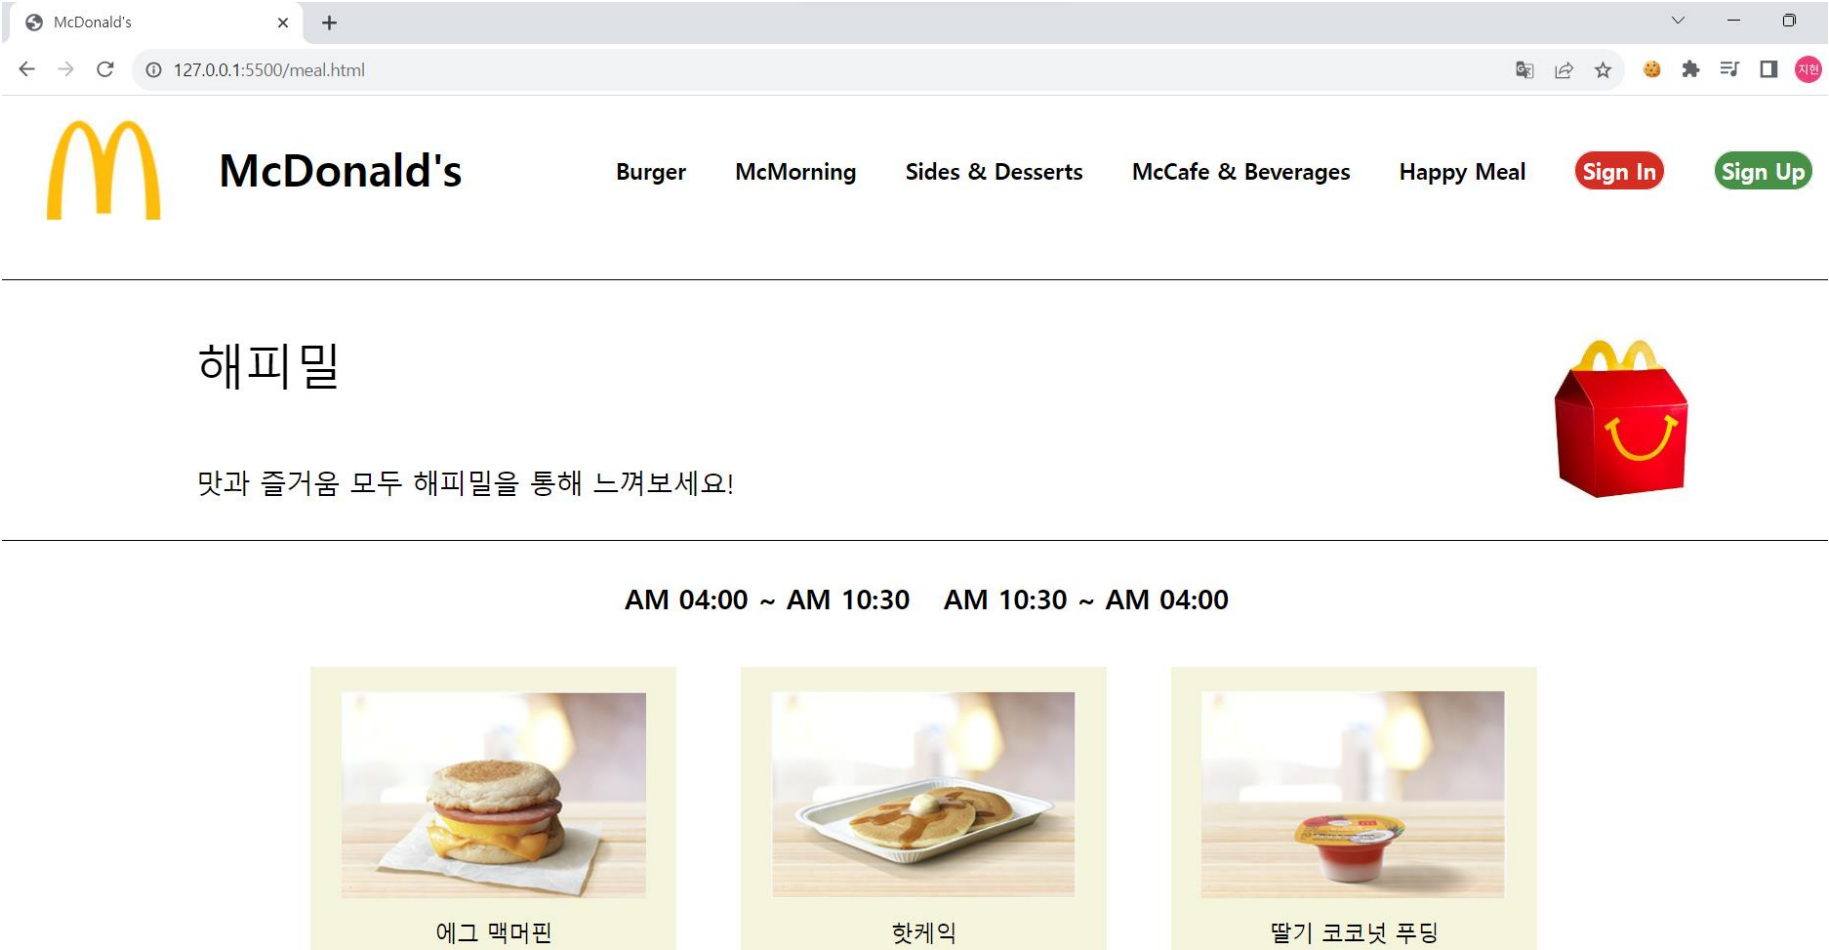 McDonald's
127.0.0.1:5500/meal.html
지현
McDonald's
Burger
McMorning
Sides & Desserts
McCafe & Beverages
Happy Meal
Sign In
Sign Up
해피밀
맛과 즐거움 모두 해피밀을 통해 느껴보세요!
AM 04:00 ~ AM 10:30
AM 10:30 ~ AM 04:00
에그 맥머핀
핫케익
딸기 코코넛 푸딩